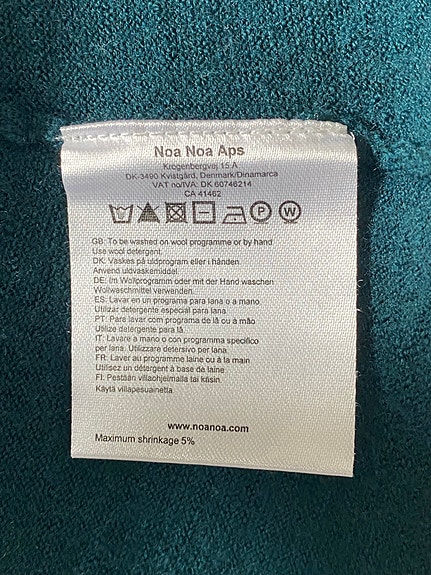 Noa Noa Aps
Krogenbergvej 15 A
DK-3490 Kvistgård, Denmark/Dinamarca
VAT no/IVA: DK 60746214
CA 41462
P W
GB: To be washed on wool programme or by hand.
Use wool detergent.
DK: Vaskes på uldprogram eller i hånden.
Anvend uldvaskemiddel.
DE: Im Wollprogramm oder mit der Hand waschen.
Wollwaschmittel verwenden.
ES: Lavar en un programa para lana o a mano.
Utilizar detergente especial para lana.
PT: Para lavar com programa de lã ou à mão.
Utilize detergente para lã.
IT: Lavare a mano o con programma specifico
per lana. Utilizzare detersivo per lana.
FR: Laver au programme laine ou à la main.
Utilisez un détergent à base de laine.
FI: Pestään villaohjelmalla tai käsin.
Käytä villapesuainetta.
www.noanoa.com
Maximum shrinkage 5%